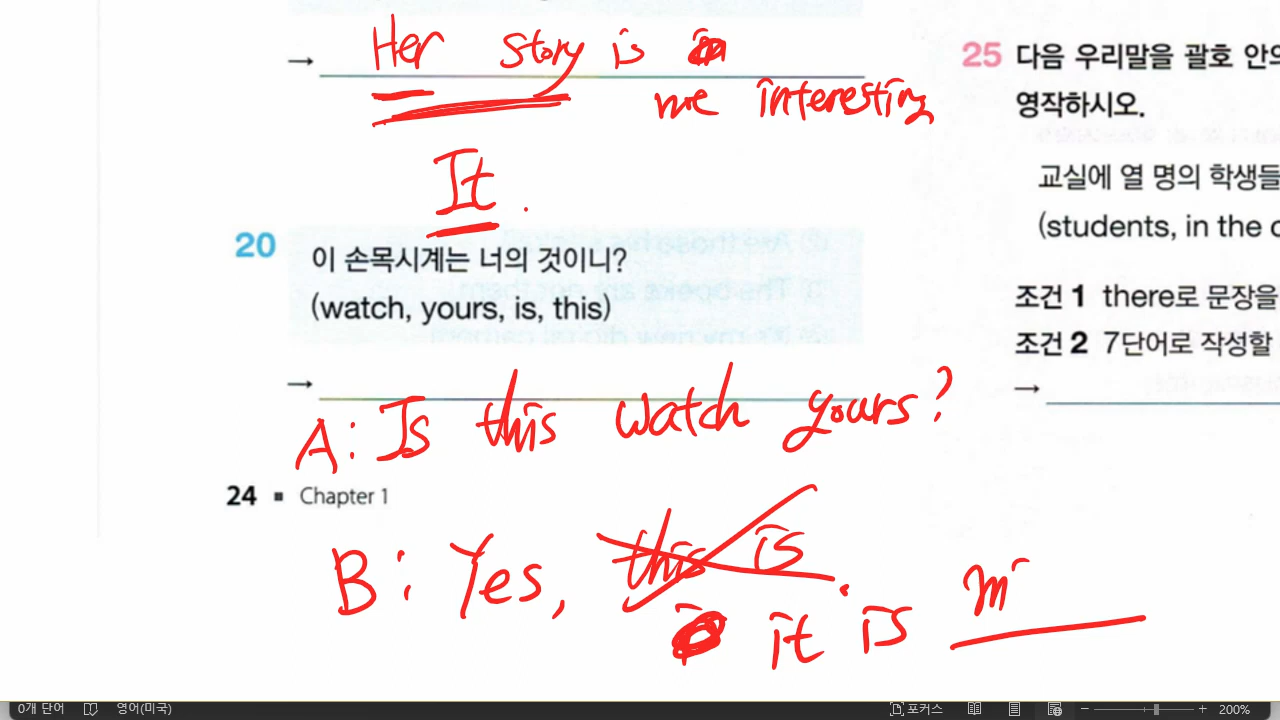 → Her story is
interesting
It
20 이 손목시계는 너의 것이니?
(watch, yours, is, this)
→
A: Is this watch yours?
24 ■ Chapter 1
B: Yes, this is
it is m
25 다음 우리말을 괄호 안의
영작하시오.
교실에 열 명의 학생들
(students, in the c
조건 1 there로 문장을
조건 2 7단어로 작성할
→
0개 단어 영어(미국) 포커스 200%